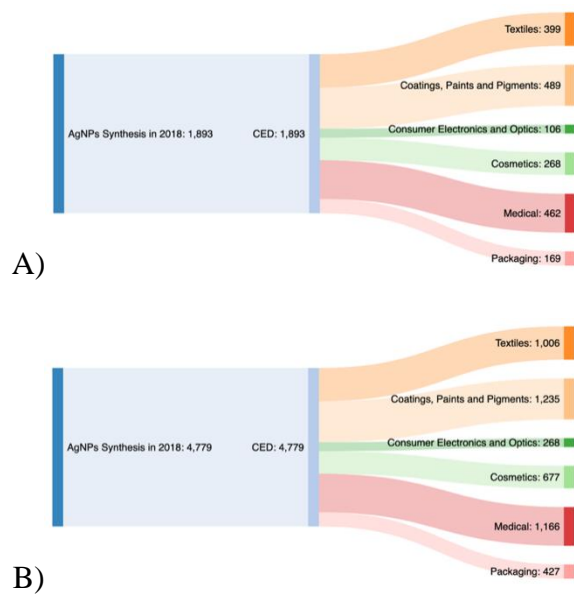 Textiles: 399
Coatings, Paints and Pigments: 489
AgNPs Synthesis in 2018: 1,893
CED: 1,893
Consumer Electronics and Optics: 106
Cosmetics: 268
Medical: 462
Packaging: 169
A)
Textiles: 1,006
Coatings, Paints and Pigments: 1,235
AgNPs Synthesis in 2018: 4,779
CED: 4,779
Consumer Electronics and Optics: 268
Cosmetics: 677
Medical: 1,166
Packaging: 427
B)